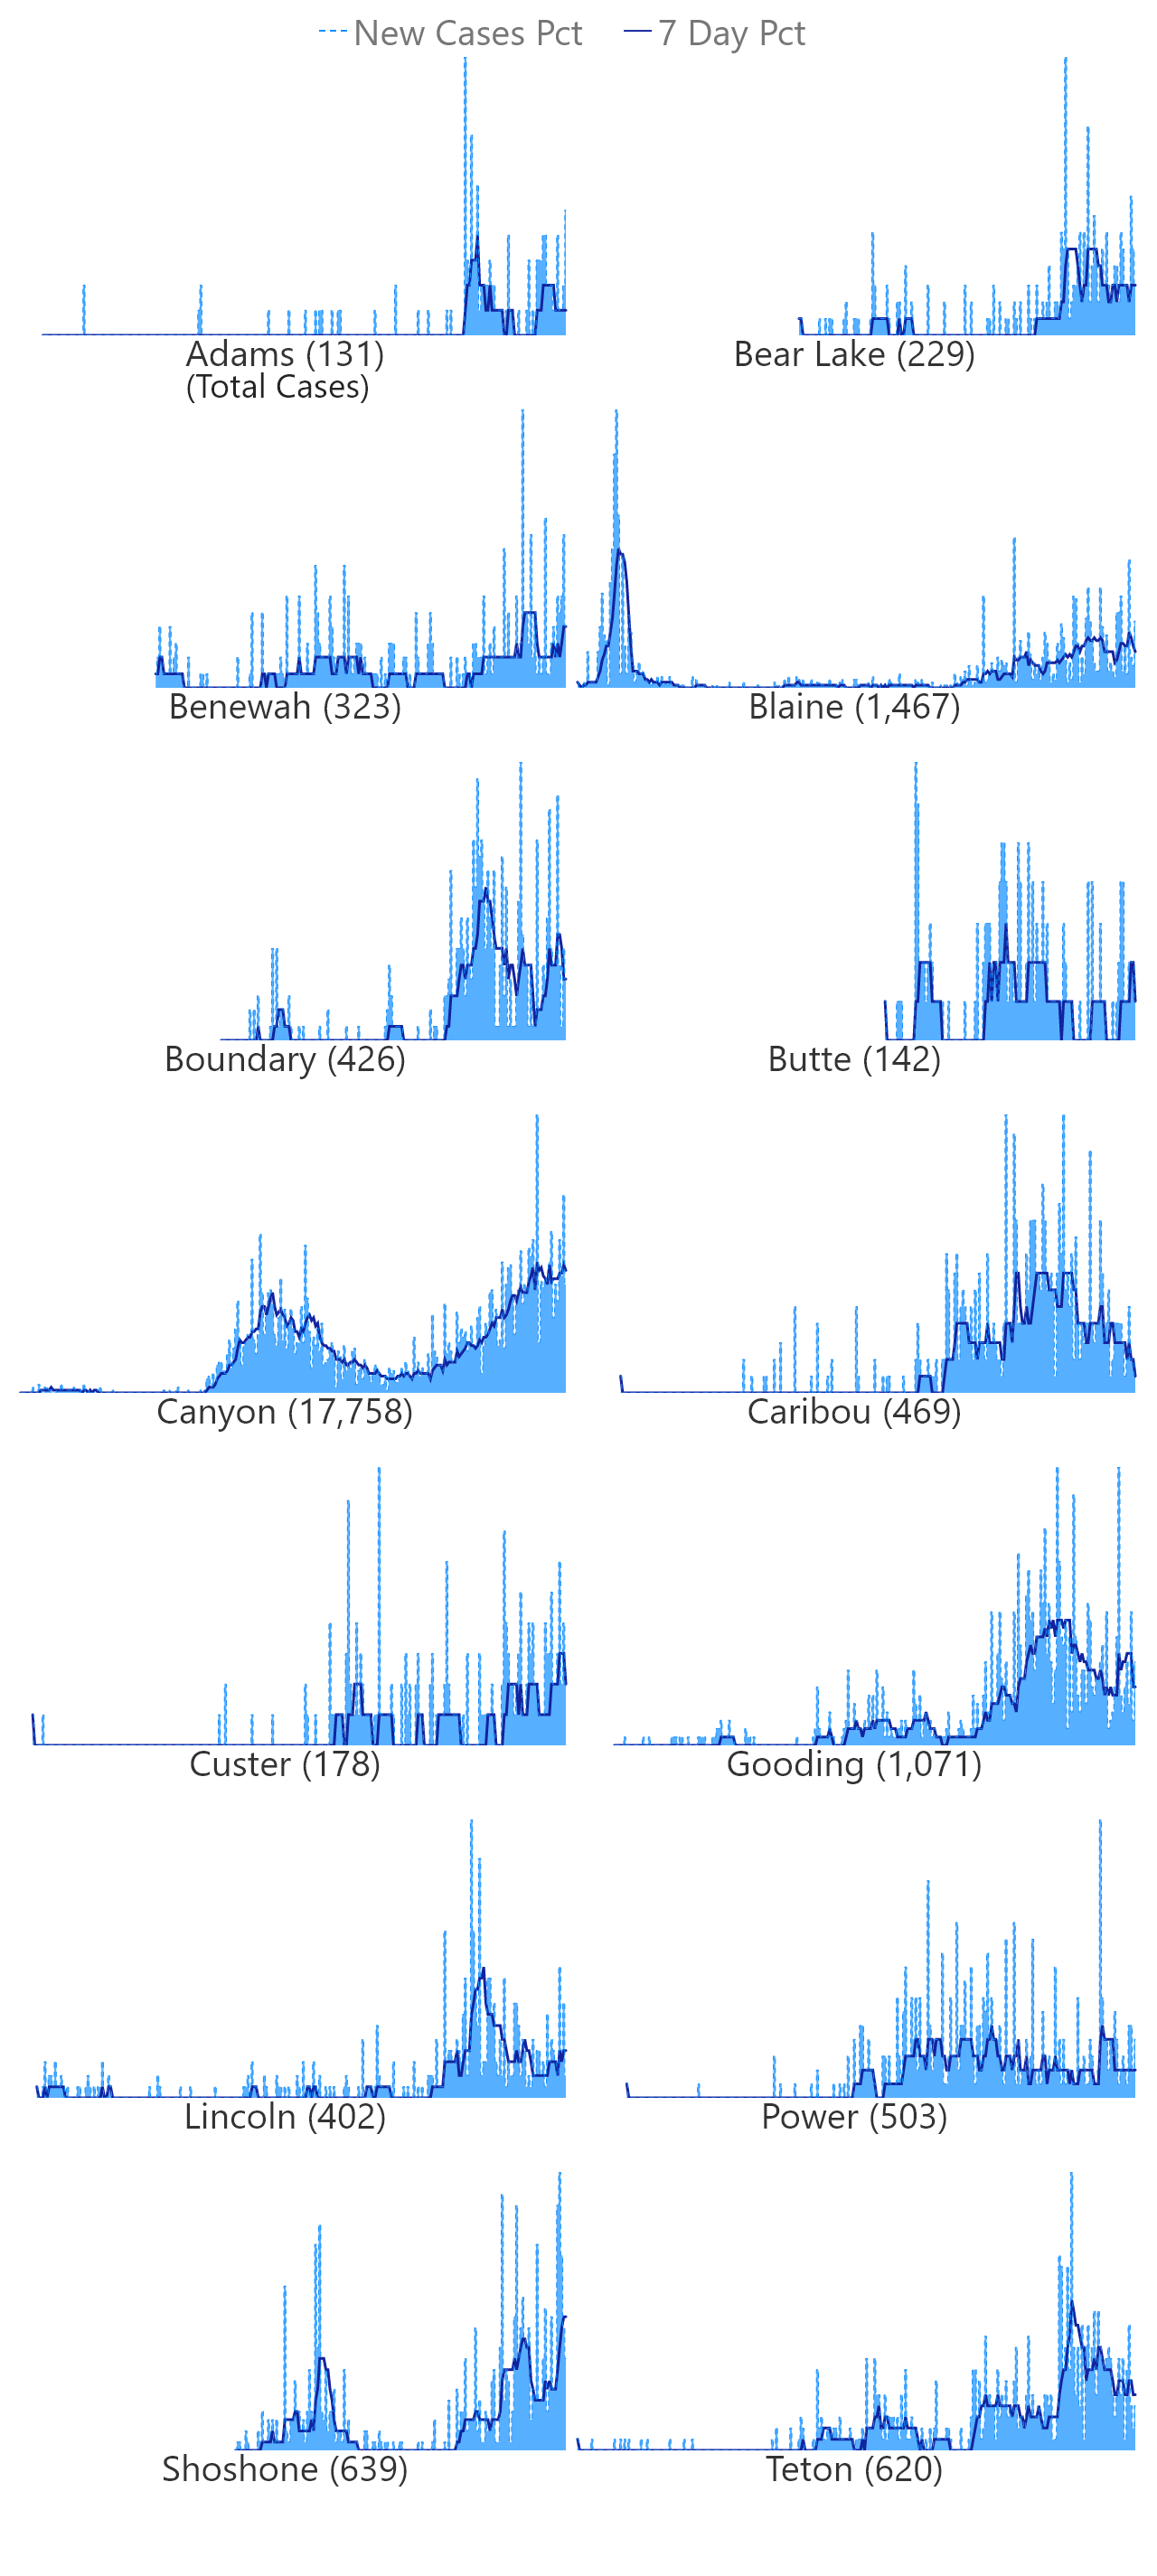 New Cases Pct 7 Day Pct
Adams (131)
(Total Cases)
Bear Lake (229)
Benewah (323)
Blaine (1,467)
Boundary (426)
Butte (142)
Canyon (17,758)
Caribou (469)
Custer (178)
Gooding (1,071)
Lincoln (402)
Power (503)
Shoshone (639)
Teton (620)